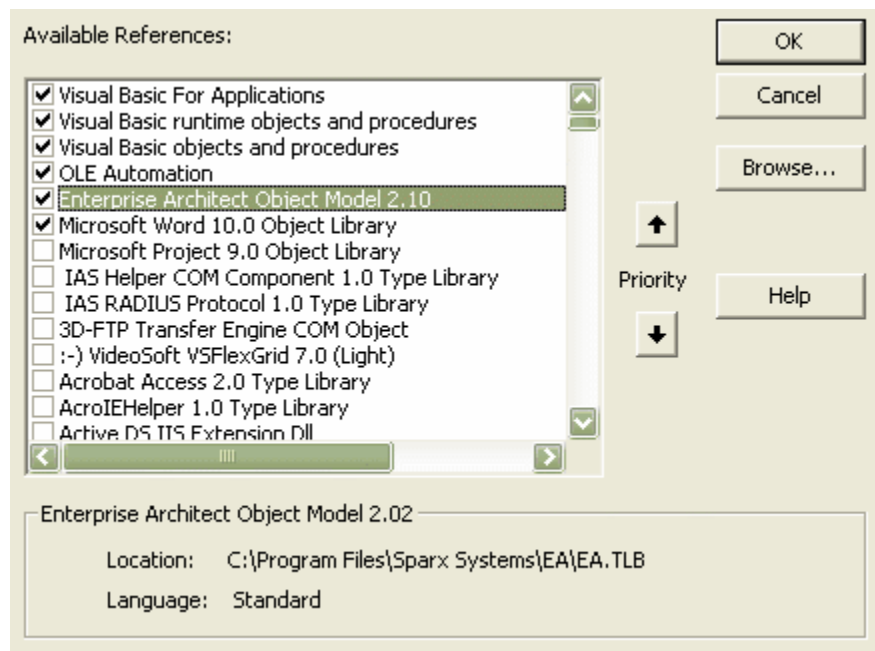 Available References:
OK
Visual Basic For Applications
Cancel
Visual Basic runtime objects and procedures
Visual Basic objects and procedures
OLE Automation
Browse...
Enterprise Architect Object Model 2.10
Microsoft Word 10.0 Object Library
Microsoft Project 9.0 Object Library
IAS Helper COM Component 1.0 Type Library
Priority
IAS RADIUS Protocol 1.0 Type Library
Help
3D-FTP Transfer Engine COM Object
:-) VideoSoft VSFlexGrid 7.0 (Light)
Acrobat Access 2.0 Type Library
AcroIEHelper 1.0 Type Library
Active DS IIS Extension Dll
Enterprise Architect Object Model 2.02
Location: C:\Program Files\Sparx Systems\EA\EA.TLB
Language: Standard